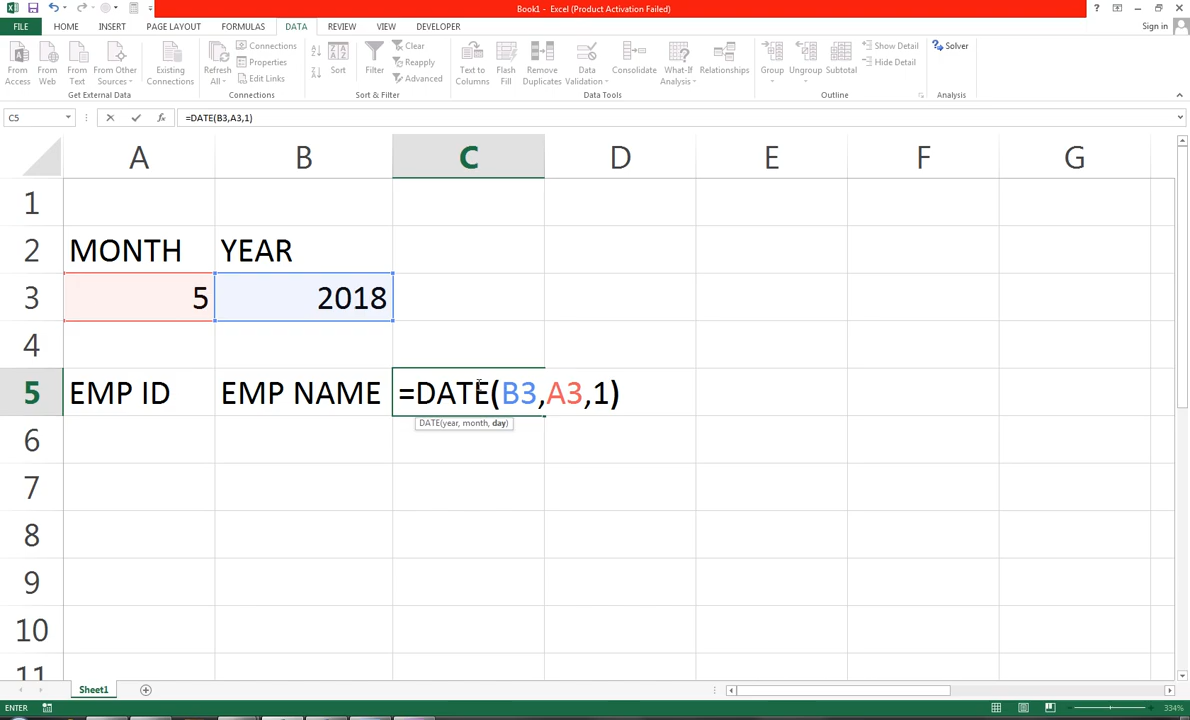 Book1 - Excel (Product Activation Failed)
?
FILE HOME INSERT PAGE LAYOUT FORMULAS DATA REVIEW VIEW DEVELOPER Sign in
From Access
From Web
From Text
From Other Sources
Existing Connections
Get External Data
Refresh All
Connections
Properties
Edit Links
Connections
Sort
Filter
Clear
Reapply
Advanced
Sort & Filter
Text to Columns
Flash Fill
Remove Duplicates
Data Validation
Consolidate
What-If Analysis
Relationships
Data Tools
Group
Ungroup
Subtotal
Show Detail
Hide Detail
Outline
Solver
Analysis
C5 fx =DATE(B3,A3,1)
A B C D E F G
1
2 MONTH YEAR
3 5 2018
4
5 EMP ID EMP NAME =DATE(B3,A3,1)
DATE(year, month, day)
6
7
8
9
10
11
Sheet1
ENTER 334%